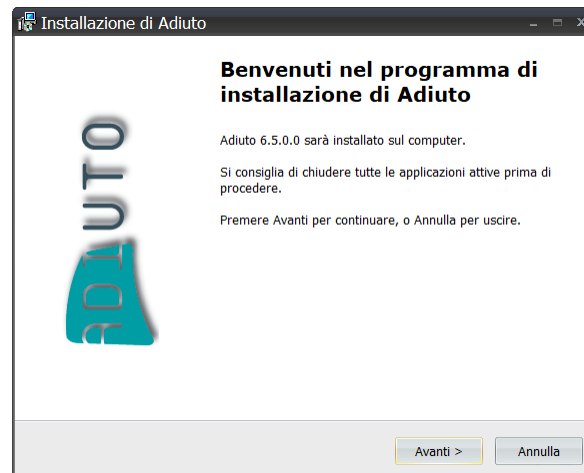 Installazione di Adiuto
Benvenuti nel programma di
installazione di Adiuto
Adiuto 6.5.0.0 sarà installato sul computer.
Si consiglia di chiudere tutte le applicazioni attive prima di
procedere.
Premere Avanti per continuare, o Annulla per uscire.
ADIUTO
Avanti >
Annulla